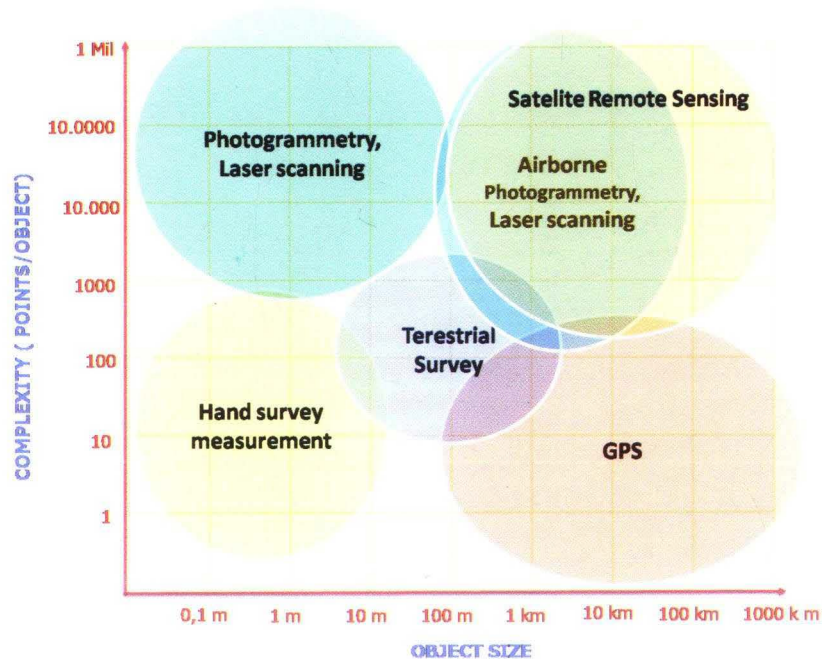 1 Mil
10.0000
10.000
1000
100
10
1
COMPLEXITY ( POINTS/OBJECT)
Photogrammetry,
Laser scanning
Satelite Remote Sensing
Airborne
Photogrammetry,
Laser scanning
Terestrial
Survey
Hand survey
measurement
GPS
0,1 m 1 m 10 m 100 m 1 km 10 km 100 km 1000 k m
OBJECT SIZE